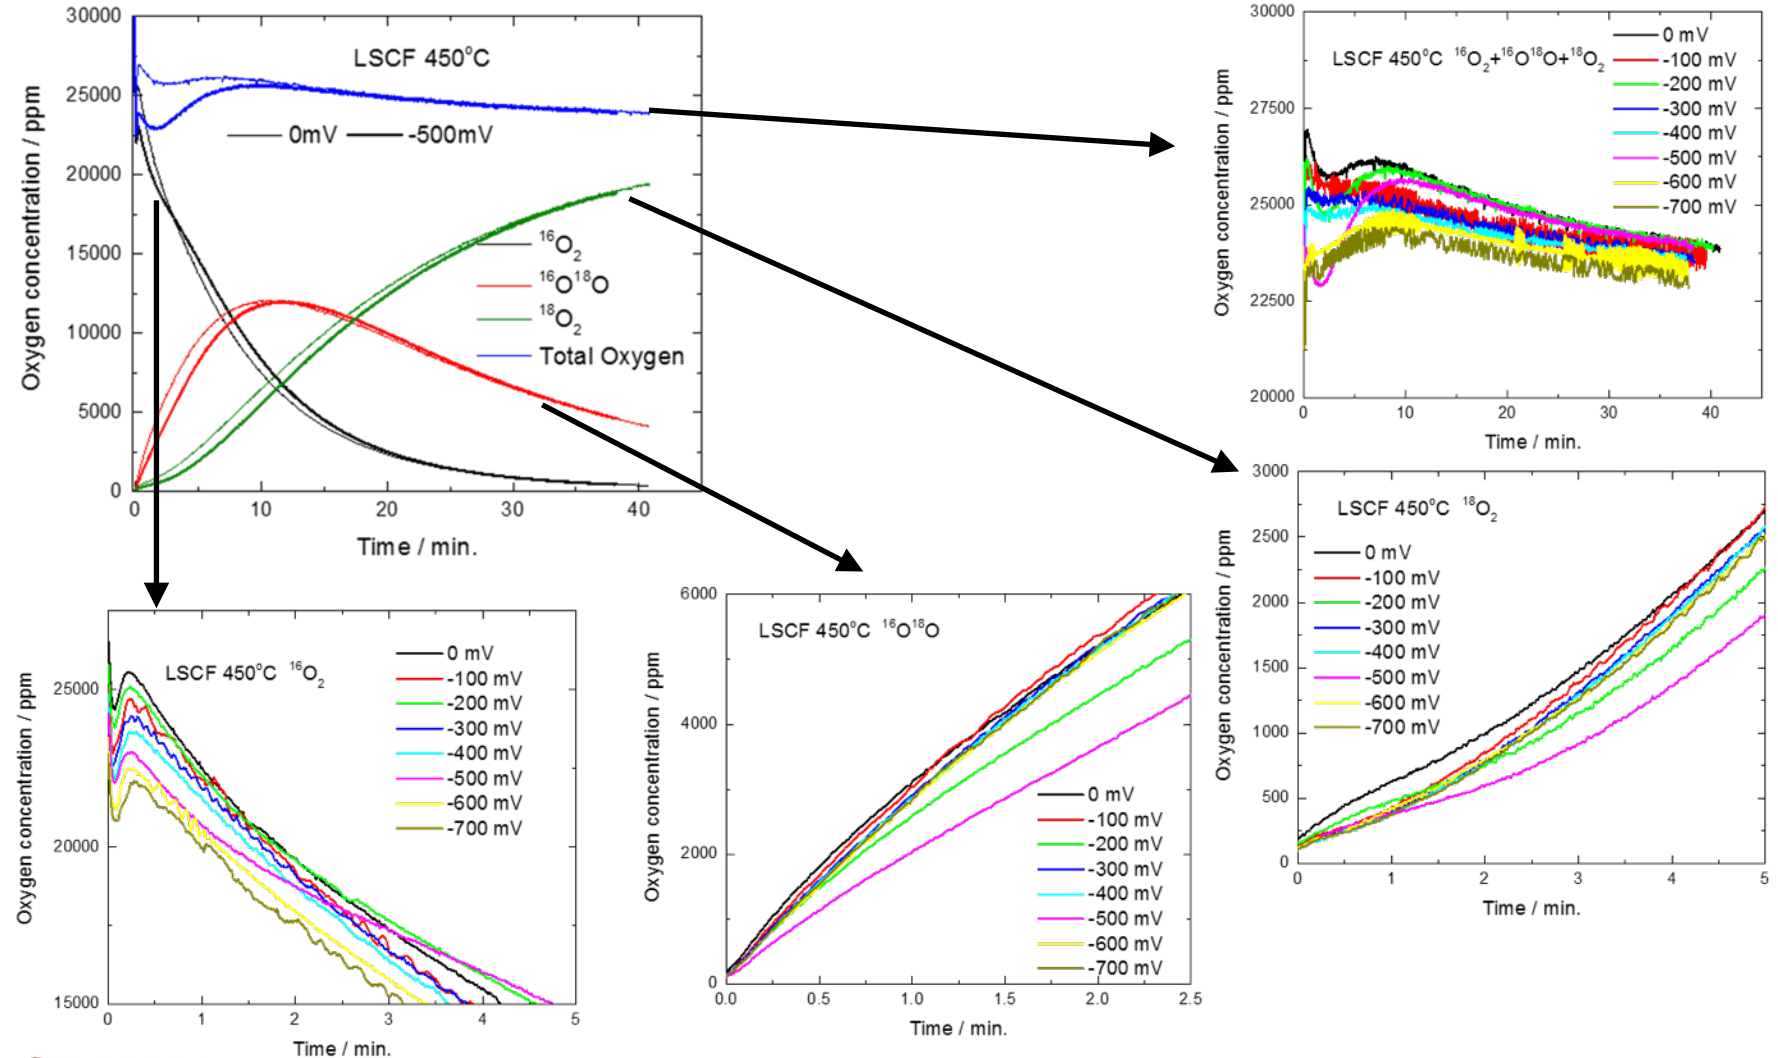 30000
25000
20000
15000
10000
5000
0
Oxygen concentration / ppm
LSCF 450°C
0mV -500mV
¹⁶O₂
¹⁶O¹⁸O
¹⁸O₂
Total Oxygen
0 10 20 30 40
Time / min.
30000
27500
25000
22500
20000
Oxygen concentration / ppm
LSCF 450°C ¹⁶O₂+¹⁶O¹⁸O+¹⁸O₂
0 mV
-100 mV
-200 mV
-300 mV
-400 mV
-500 mV
-600 mV
-700 mV
0 10 20 30 40
Time / min.
25000
20000
15000
Oxygen concentration / ppm
LSCF 450°C ¹⁶O₂
0 mV
-100 mV
-200 mV
-300 mV
-400 mV
-500 mV
-600 mV
-700 mV
0 1 2 3 4 5
Time / min.
6000
4000
2000
0
Oxygen concentration / ppm
LSCF 450°C ¹⁶O¹⁸O
0 mV
-100 mV
-200 mV
-300 mV
-400 mV
-500 mV
-600 mV
-700 mV
0.0 0.5 1.0 1.5 2.0 2.5
Time / min.
3000
2500
2000
1500
1000
500
0
Oxygen concentration / ppm
LSCF 450°C ¹⁸O₂
0 mV
-100 mV
-200 mV
-300 mV
-400 mV
-500 mV
-600 mV
-700 mV
0 1 2 3 4 5
Time / min.